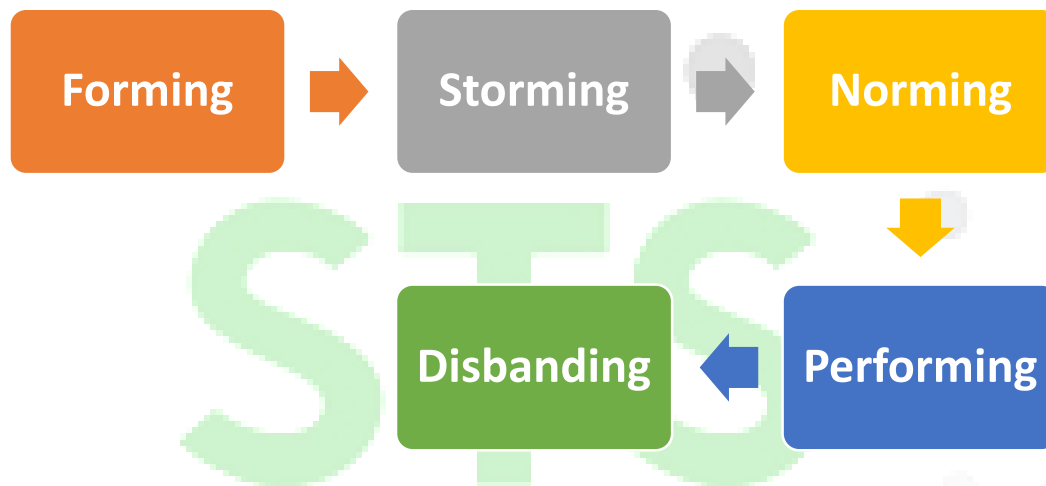 Forming
Storming
Norming
Performing
Disbanding
STS